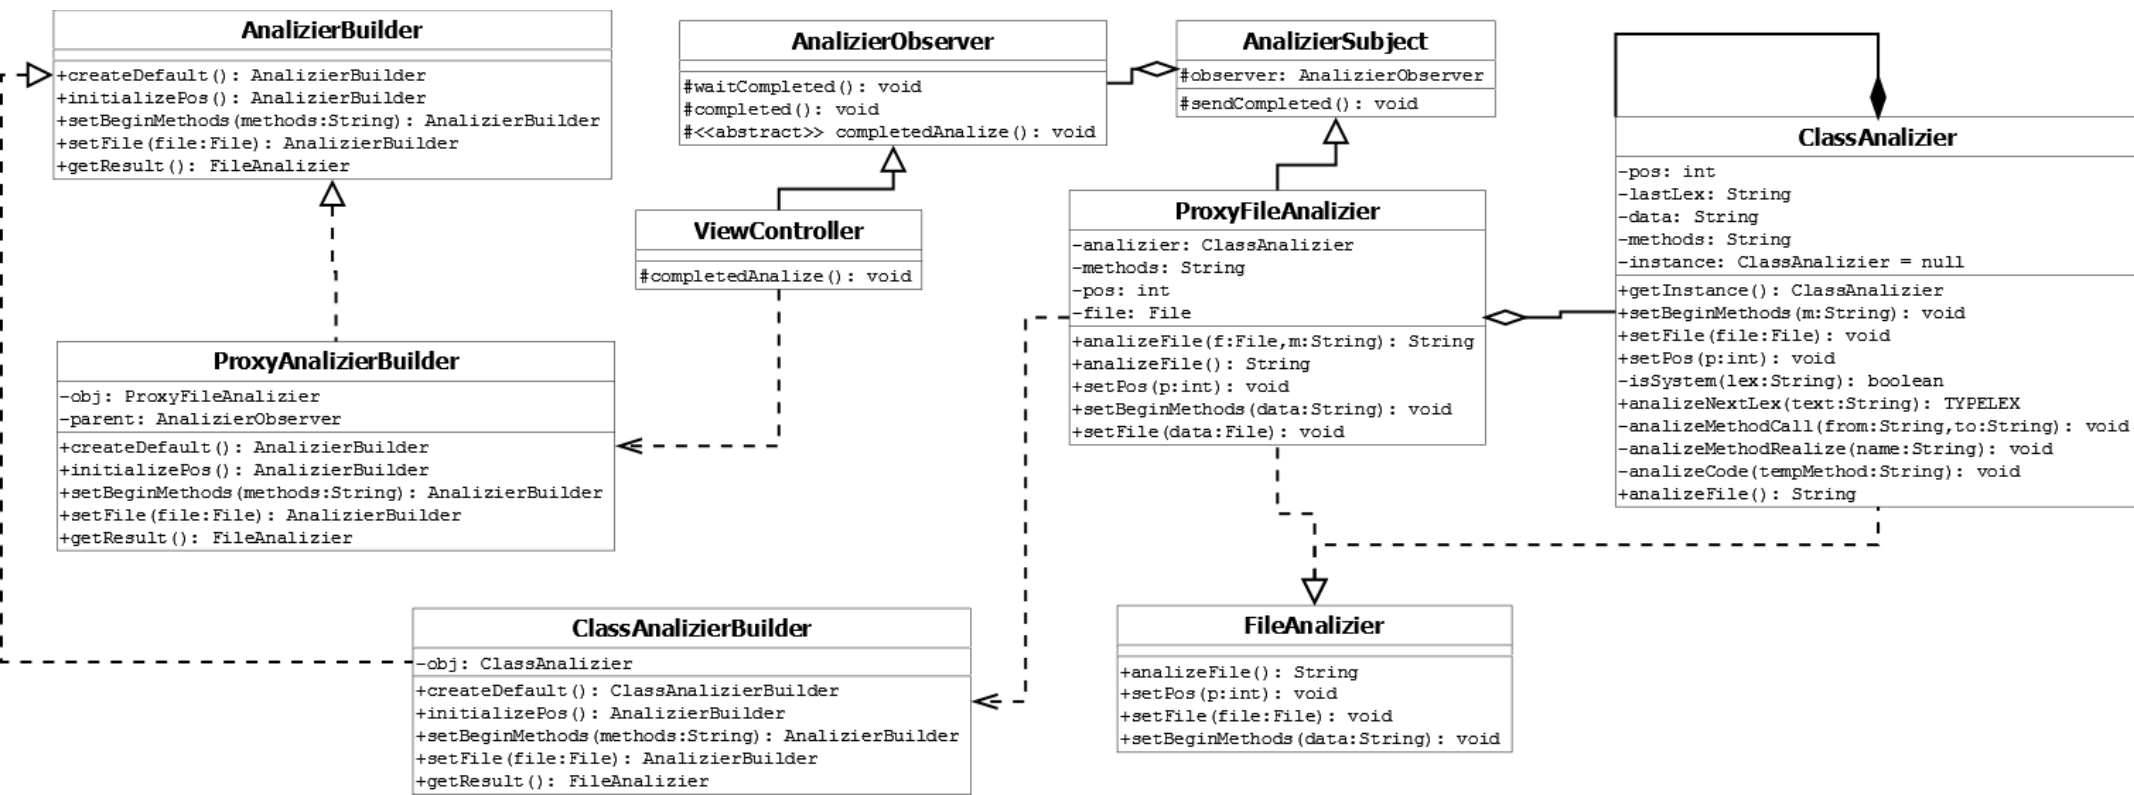 AnalizierBuilder
+createDefault(): AnalizierBuilder
+initializePos(): AnalizierBuilder
+setBeginMethods(methods:String): AnalizierBuilder
+setFile(file:File): AnalizierBuilder
+getResult(): FileAnalizier
AnalizierObserver
#waitCompleted(): void
#completed(): void
#<<abstract>> completedAnalize(): void
AnalizierSubject
#observer: AnalizierObserver
#sendCompleted(): void
ClassAnalizier
-pos: int
-lastLex: String
-data: String
-methods: String
-instance: ClassAnalizier = null
+getInstance(): ClassAnalizier
+setBeginMethods(m:String): void
+setFile(file:File): void
+setPos(p:int): void
-isSystem(lex:String): boolean
+analizeNextLex(text:String): TYPELEX
-analizeMethodCall(from:String,to:String): void
-analizeMethodRealize(name:String): void
-analizeCode(tempMethod:String): void
+analizeFile(): String
ViewController
#completedAnalize(): void
ProxyFileAnalizier
-analizier: ClassAnalizier
-methods: String
-pos: int
-file: File
+analizeFile(f:File,m:String): String
+analizeFile(): String
+setPos(p:int): void
+setBeginMethods(data:String): void
+setFile(data:File): void
ProxyAnalizierBuilder
-obj: ProxyFileAnalizier
-parent: AnalizierObserver
+createDefault(): AnalizierBuilder
+initializePos(): AnalizierBuilder
+setBeginMethods(methods:String): AnalizierBuilder
+setFile(file:File): AnalizierBuilder
+getResult(): FileAnalizier
ClassAnalizierBuilder
-obj: ClassAnalizier
+createDefault(): ClassAnalizierBuilder
+initializePos(): AnalizierBuilder
+setBeginMethods(methods:String): AnalizierBuilder
+setFile(file:File): AnalizierBuilder
+getResult(): FileAnalizier
FileAnalizier
+analizeFile(): String
+setPos(p:int): void
+setFile(file:File): void
+setBeginMethods(data:String): void